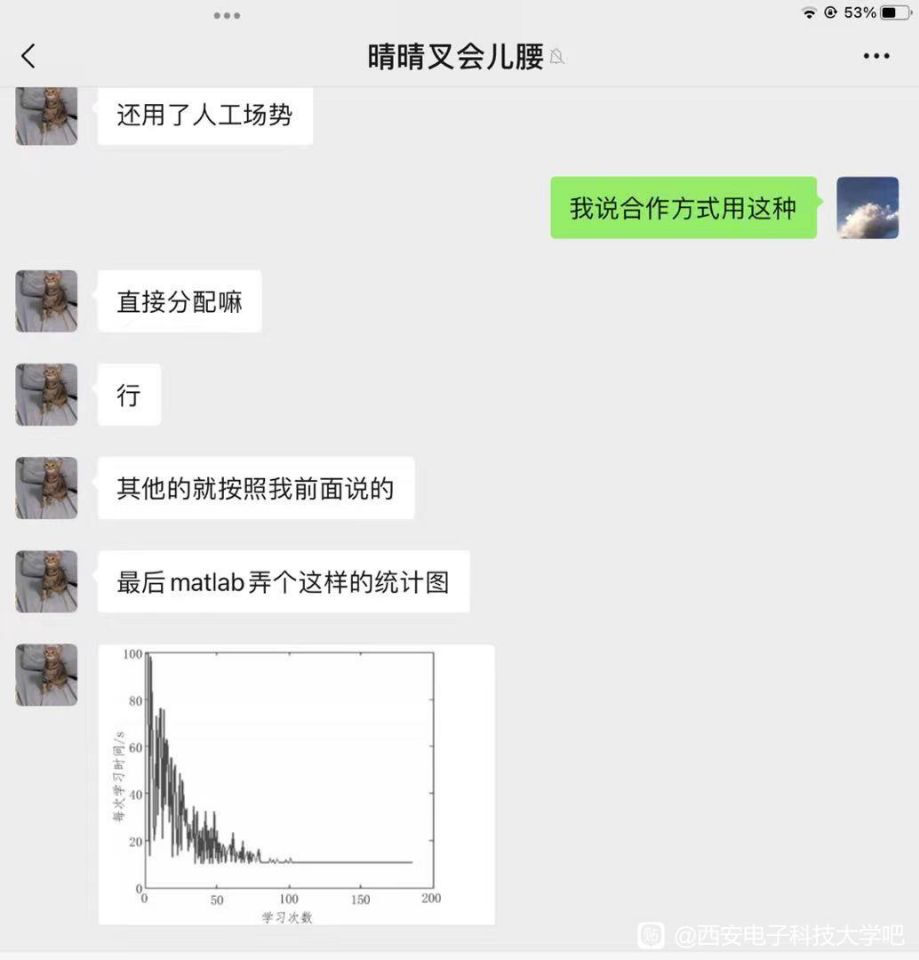 53%
晴晴叉会儿腰
还用了人工场势
我说合作方式用这种
直接分配嘛
行
其他的就按照我前面说的
最后matlab弄个这样的统计图
100
80
60
40
20
0
每次学习时间/s
0 50 100 150 200
学习次数
贴 @西安电子科技大学吧